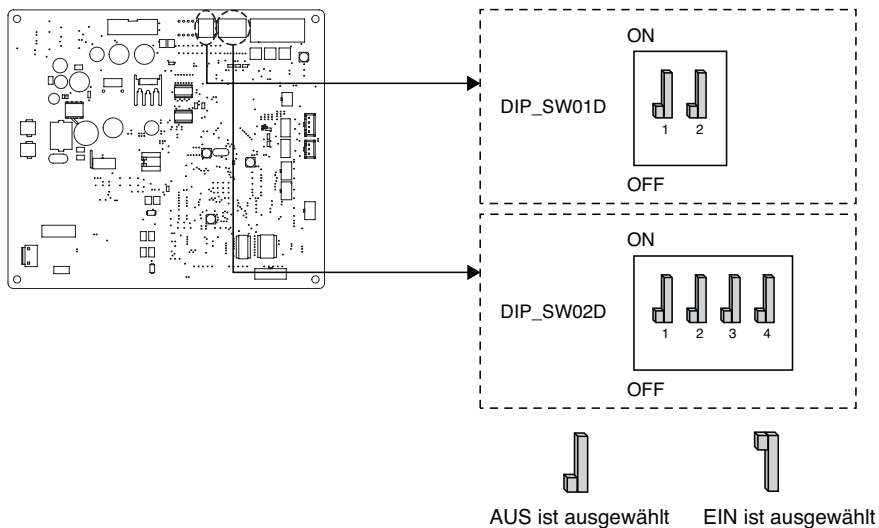 ON
DIP_SW01D
1 2
OFF
ON
DIP_SW02D
1 2 3 4
OFF
AUS ist ausgewählt
EIN ist ausgewählt